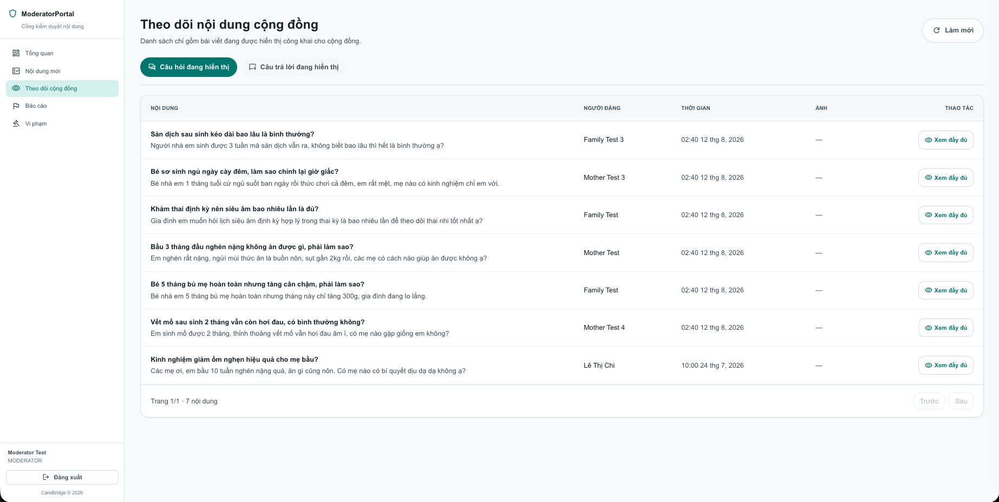 ModeratorPortal
Cổng kiểm duyệt nội dung
Tổng quan
Nội dung mới
Theo dõi cộng đồng
Báo cáo
Vi phạm
Moderator Test
MODERATOR
Đăng xuất
CareBridge © 2026
Theo dõi nội dung cộng đồng
Danh sách chỉ gồm bài viết đang được hiển thị công khai cho cộng đồng.
Làm mới
Câu hỏi đang hiển thị
Câu trả lời đang hiển thị
NỘI DUNG NGƯỜI ĐĂNG THỜI GIAN ẢNH THAO TÁC
Sản dịch sau sinh kéo dài bao lâu là bình thường?
Người nhà em sinh được 3 tuần mà sản dịch vẫn ra, không biết bao lâu thì hết là bình thường ạ?
Family Test 3 02:40 12 thg 8, 2026 — Xem đầy đủ
Bé sơ sinh ngủ ngày cày đêm, làm sao chỉnh lại giờ giấc?
Bé nhà em 1 tháng tuổi cứ ngủ suốt ban ngày rồi thức chơi cả đêm, em rất mệt, mẹ nào có kinh nghiệm chỉ em với.
Mother Test 3 02:40 12 thg 8, 2026 — Xem đầy đủ
Khám thai định kỳ nên siêu âm bao nhiêu lần là đủ?
Gia đình em muốn hỏi lịch siêu âm định kỳ hợp lý trong thai kỳ là bao nhiêu lần để theo dõi thai nhi tốt nhất ạ?
Family Test 02:40 12 thg 8, 2026 — Xem đầy đủ
Bầu 3 tháng đầu nghén nặng không ăn được gì, phải làm sao?
Em nghén rất nặng, ngửi mùi thức ăn là buồn nôn, sụt gần 2kg rồi, các mẹ có cách nào giúp ăn được không ạ?
Mother Test 02:40 12 thg 8, 2026 — Xem đầy đủ
Bé 5 tháng bú mẹ hoàn toàn nhưng tăng cân chậm, phải làm sao?
Bé nhà em 5 tháng bú mẹ hoàn toàn nhưng tháng này chỉ tăng 300g, gia đình đang lo lắng.
Family Test 02:40 12 thg 8, 2026 — Xem đầy đủ
Vết mổ sau sinh 2 tháng vẫn còn hơi đau, có bình thường không?
Em sinh mổ được 2 tháng, thỉnh thoảng vết mổ vẫn hơi đau âm ỉ, có mẹ nào gặp giống em không?
Mother Test 4 02:40 12 thg 8, 2026 — Xem đầy đủ
Kinh nghiệm giảm ốm nghẹn hiệu quả cho mẹ bầu?
Các mẹ ơi, em bầu 10 tuần nghén nặng quá, ăn gì cũng nôn. Có mẹ nào có bí quyết dịu dạ dạ không ạ?
Lê Thị Chi 10:00 24 thg 7, 2026 — Xem đầy đủ
Trang 1/1 · 7 nội dung
Trước Sau